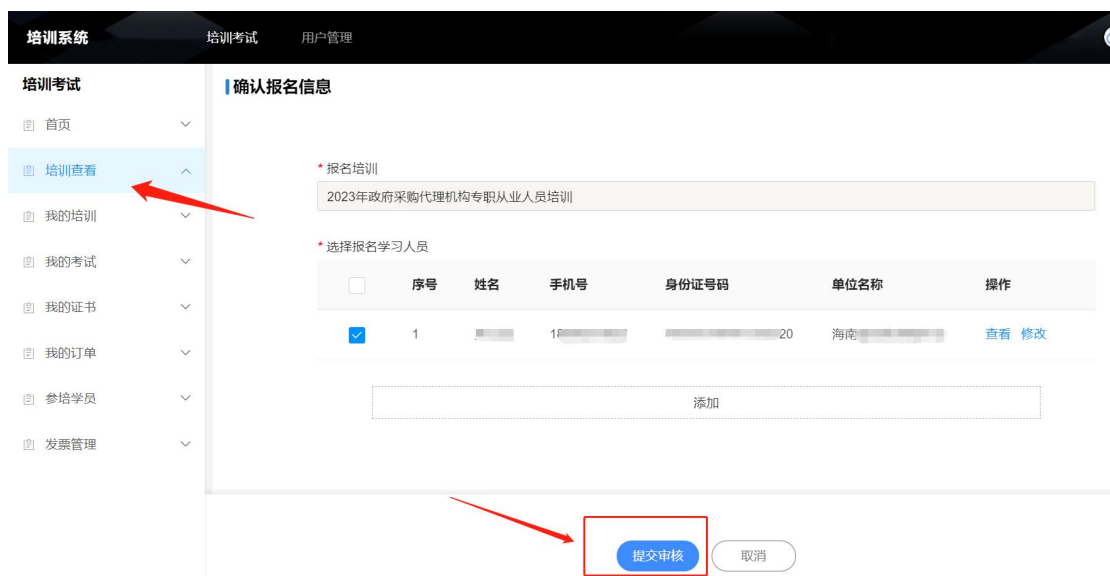 培训系统 培训考试 用户管理
培训考试
确认报名信息
首页
培训查看
我的培训
我的考试
我的证书
我的订单
参培学员
发票管理
* 报名培训
2023年政府采购代理机构专职从业人员培训
* 选择报名学习人员
序号 姓名 手机号 身份证号码 单位名称 操作
1 18 20 海南 查看 修改
添加
提交审核 取消